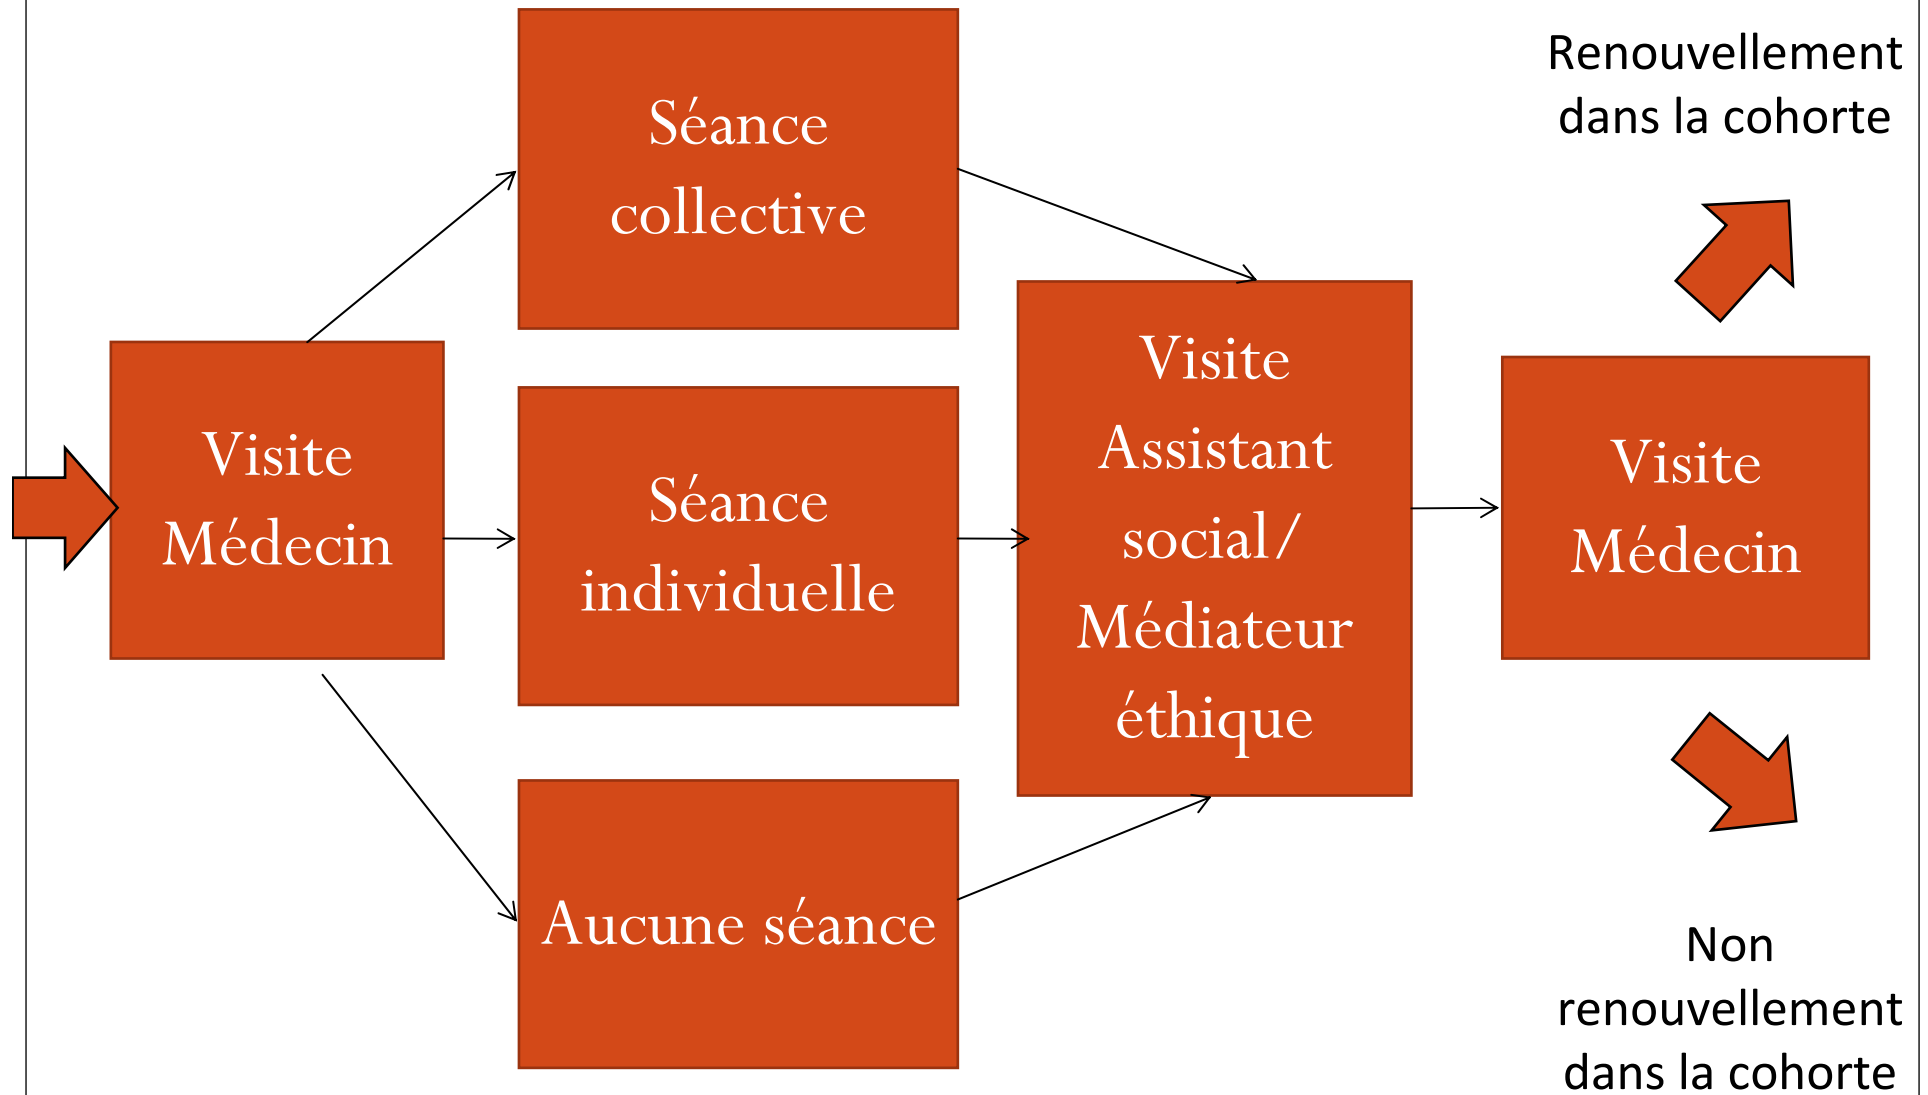 Visite
Médecin
Séance
collective
Séance
individuelle
Aucune séance
Visite
Assistant
social/
Médiateur
éthique
Visite
Médecin
Renouvellement
dans la cohorte
Non
renouvellement
dans la cohorte